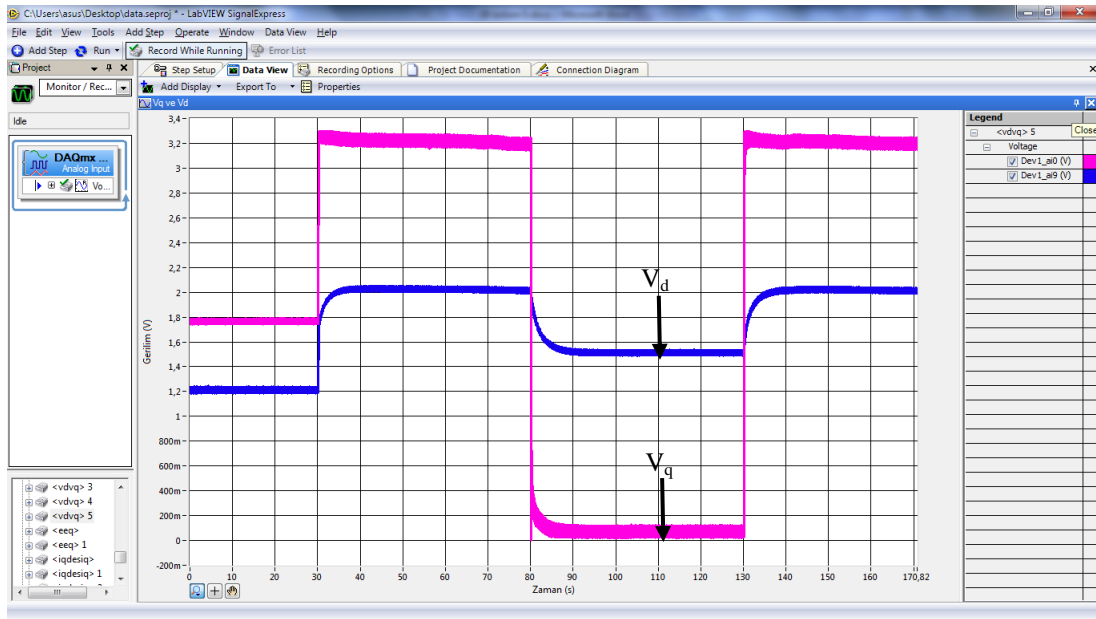 C:\Users\asus\Desktop\data.seproj * - LabVIEW SignalExpress
File Edit View Tools Add Step Operate Window Data View Help
Add Step Run Record While Running Error List
Project
Step Setup Data View Recording Options Project Documentation Connection Diagram
Monitor / Rec...
Add Display Export To Properties
Vq ve Vd
Idle
DAQmx ...
Analog Input
Vo...
Legend
<vdvq> 5
Close
Voltage
Dev1_ai0 (V)
Dev1_ai9 (V)
3,4
3,2
3
2,8
2,6
2,4
2,2
2
1,8
1,6
1,4
1,2
1
800m
600m
400m
200m
0
-200m
Gerilim (V)
Vd
Vq
0 10 20 30 40 50 60 70 80 90 100 110 120 130 140 150 160 170,82
Zaman (s)
<vdvq> 3
<vdvq> 4
<vdvq> 5
<eeq>
<eeq> 1
<iqdesiq>
<iqdesiq> 1